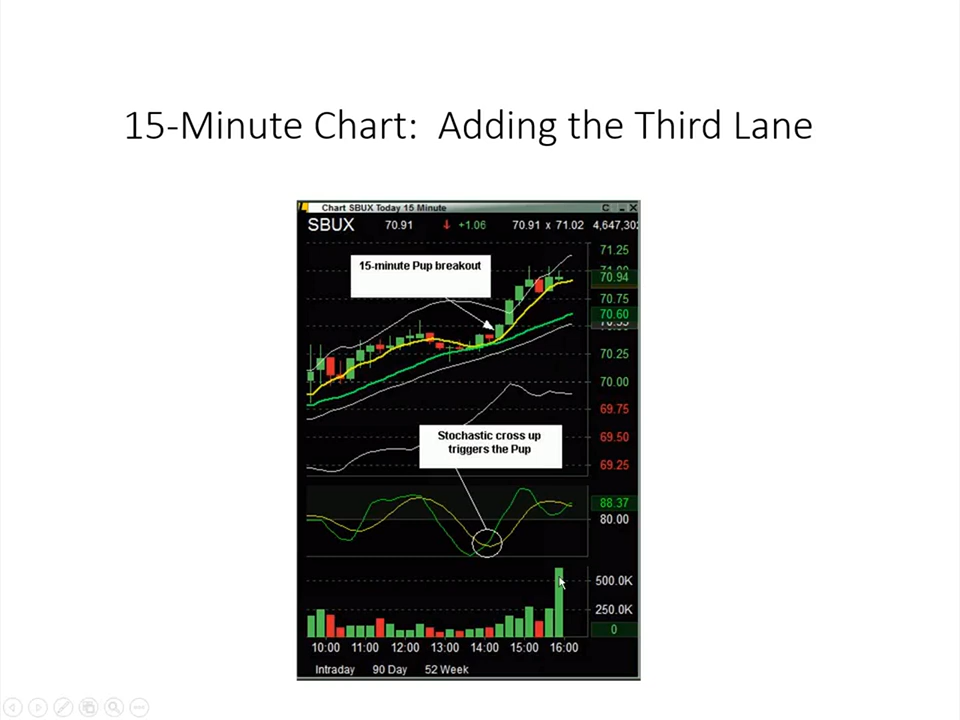 15-Minute Chart: Adding the Third Lane
Chart SBUX Today 15 Minute
SBUX 70.91 +1.06 70.91 x 71.02 4,647,30
71.25
15-minute Pup breakout
70.94
70.75
70.60
70.25
70.00
69.75
69.50
Stochastic cross up
triggers the Pup
69.25
88.37
80.00
500.0K
250.0K
0
10:00 11:00 12:00 13:00 14:00 15:00 16:00
Intraday 90 Day 52 Week